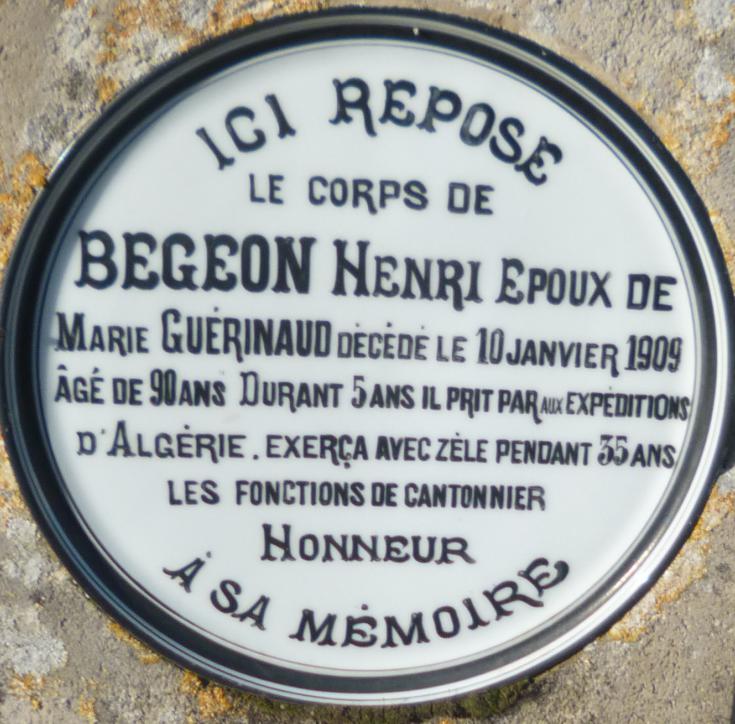 ICI REPOSE
LE CORPS DE
BEGEON HENRI EPOUX DE
MARIE GUÉRINAUD DÉCÉDÉ LE 10 JANVIER 1909
ÂGÉ DE 90 ANS DURANT 5 ANS IL PRIT PAR AUX EXPÉDITIONS
D'ALGÉRIE. EXERÇA AVEC ZÈLE PENDANT 35 ANS
LES FONCTIONS DE CANTONNIER
HONNEUR
À SA MÉMOIRE